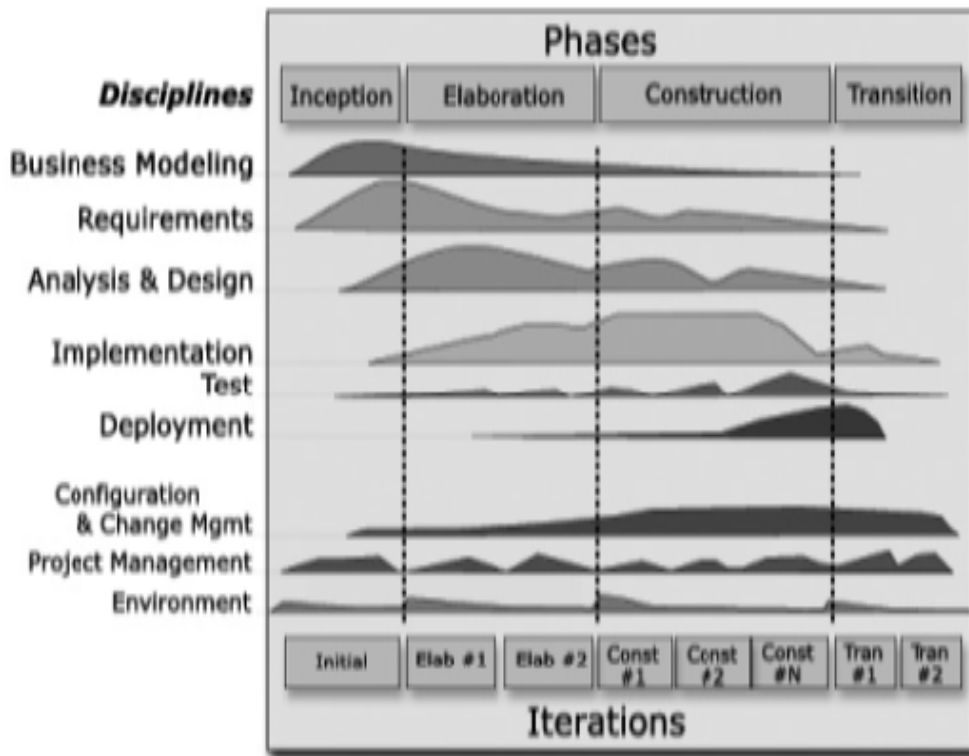 Phases
Disciplines
Inception Elaboration Construction Transition
Business Modeling
Requirements
Analysis & Design
Implementation
Test
Deployment
Configuration
& Change Mgmt
Project Management
Environment
Initial Elab #1 Elab #2 Const #1 Const #2 Const #N Tran #1 Tran #2
Iterations